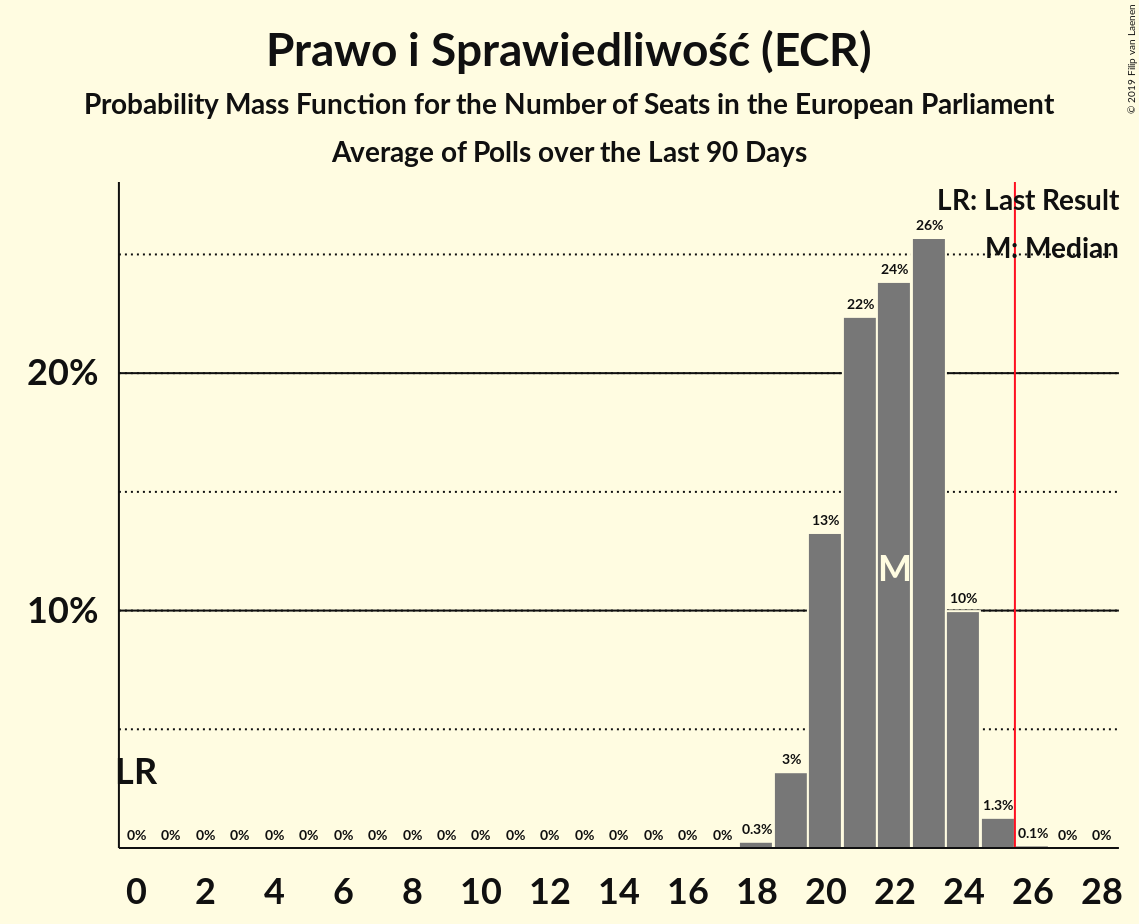 Prawo i Sprawiedliwość (ECR)
Probability Mass Function for the Number of Seats in the European Parliament
Average of Polls over the Last 90 Days
© 2019 Filip van Laenen
LR: Last Result
M: Median
26%
24%
22%
20%
13%
M
10%
10%
LR
3%
1.3%
0% 0% 0% 0% 0% 0% 0% 0% 0% 0% 0% 0% 0% 0% 0% 0% 0% 0% 0.3% 0.1% 0% 0%
0 2 4 6 8 10 12 14 16 18 20 22 24 26 28